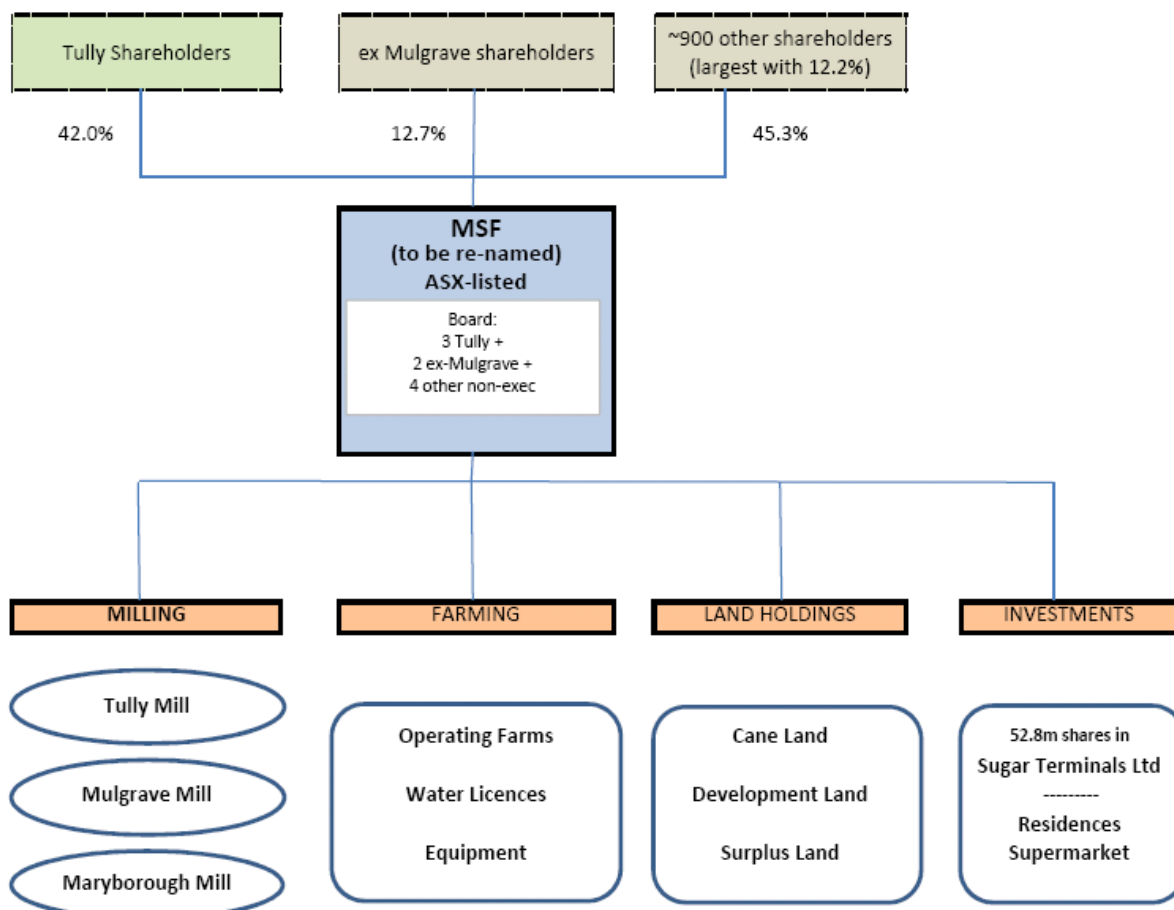 Tully Shareholders
ex Mulgrave shareholders
~900 other shareholders
(largest with 12.2%)
42.0%
12.7%
45.3%
MSF
(to be re-named)
ASX-listed
Board:
3 Tully +
2 ex-Mulgrave +
4 other non-exec
MILLING
FARMING
LAND HOLDINGS
INVESTMENTS
Tully Mill
Mulgrave Mill
Maryborough Mill
Operating Farms
Water Licences
Equipment
Cane Land
Development Land
Surplus Land
52.8m shares in
Sugar Terminals Ltd
---------
Residences
Supermarket